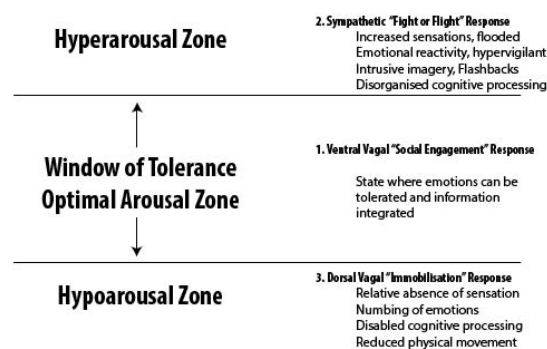 Hyperarousal Zone
2. Sympathetic "Fight or Flight" Response
Increased sensations, flooded
Emotional reactivity, hypervigilant
Intrusive imagery, Flashbacks
Disorganised cognitive processing
Window of Tolerance
Optimal Arousal Zone
1. Ventral Vagal "Social Engagement" Response
State where emotions can be
tolerated and information
integrated
Hypoarousal Zone
3. Dorsal Vagal "Immobilisation" Response
Relative absence of sensation
Numbing of emotions
Disabled cognitive processing
Reduced physical movement